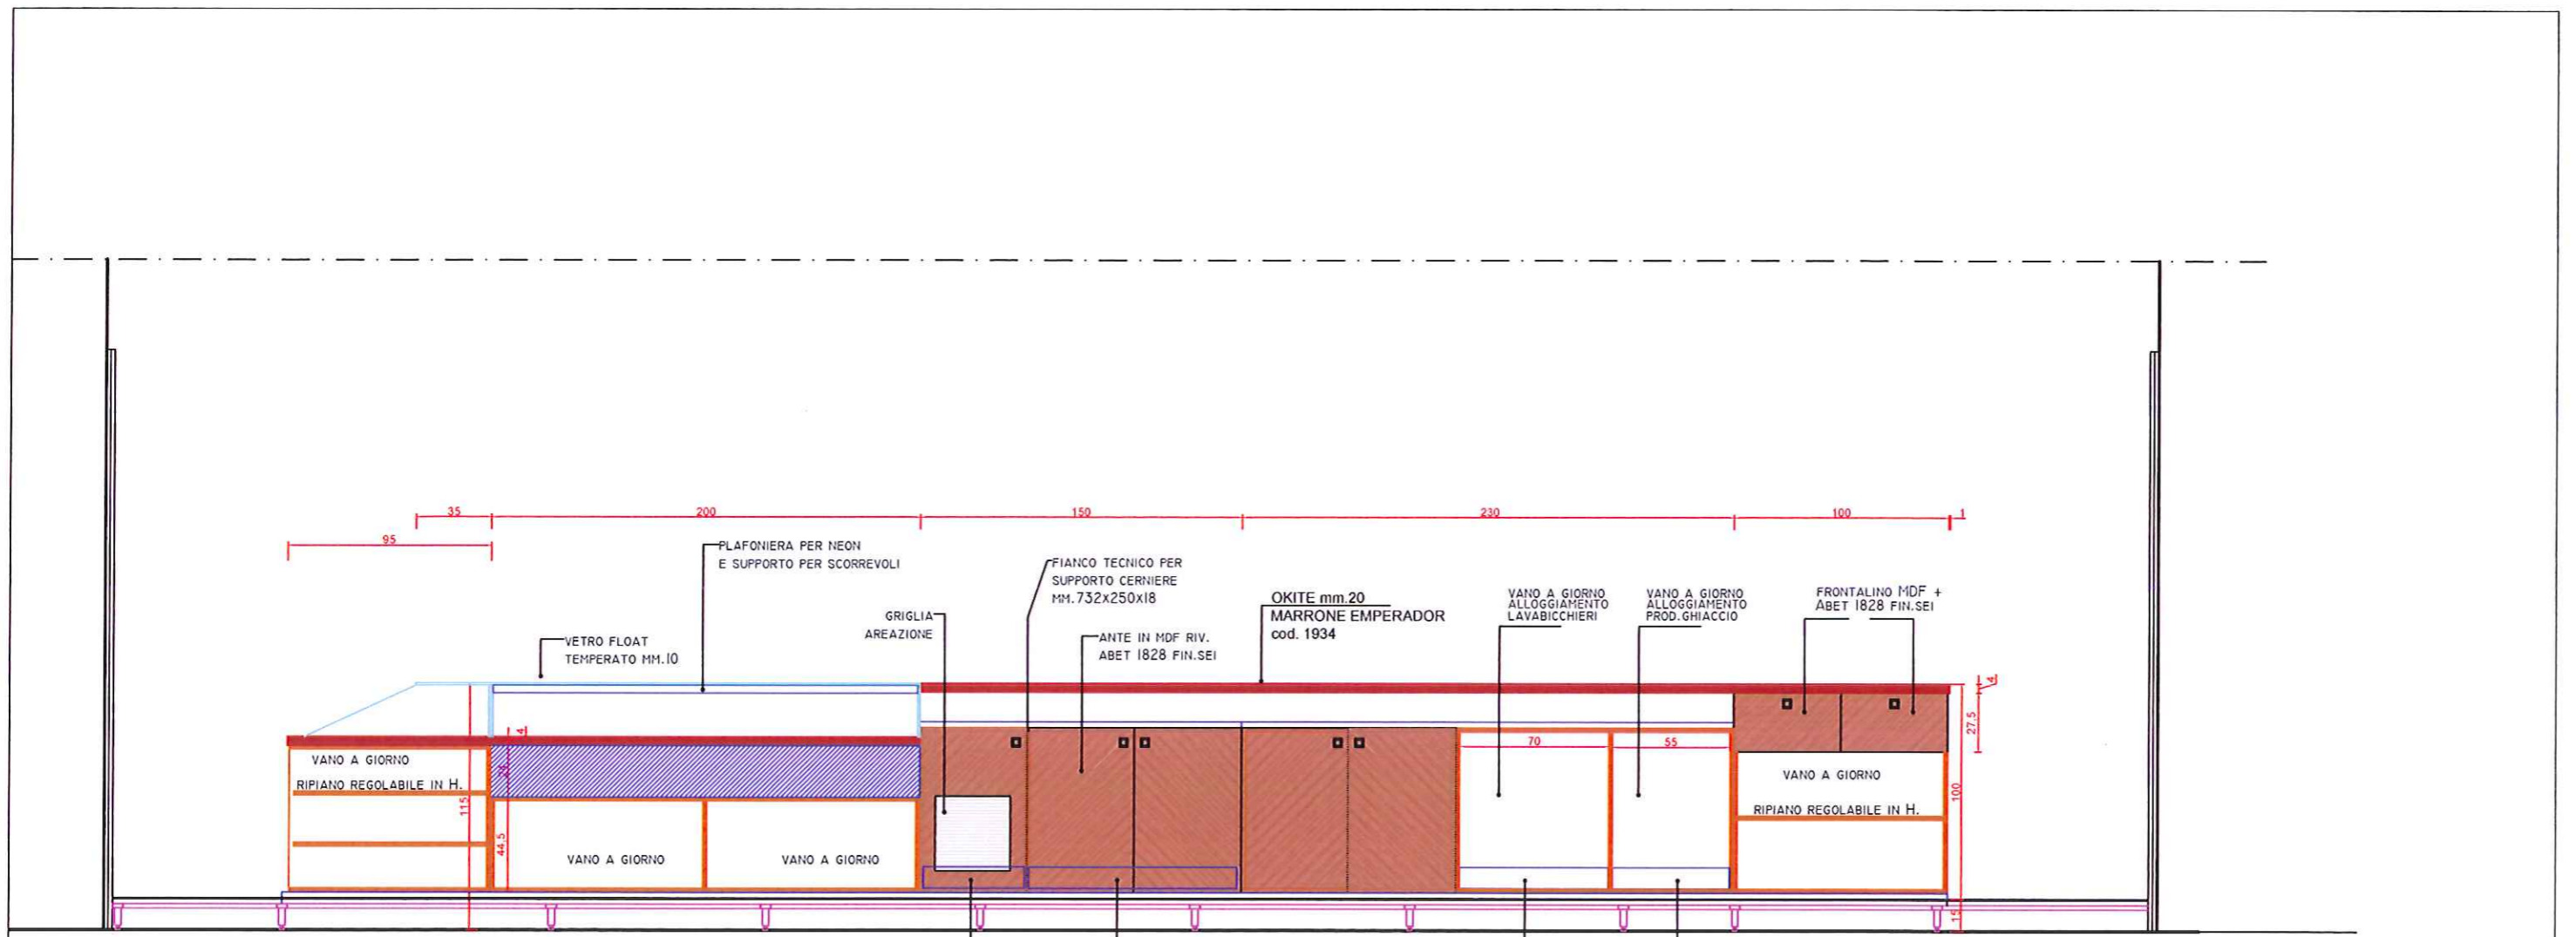 35
200
150
230
100
1
95
PLAFONIERA PER NEON
E SUPPORTO PER SCORREVOLI
FIANCO TECNICO PER
SUPPORTO CERNIERE
MM.732x250x18
GRIGLIA
AREAZIONE
OKITE mm.20
MARRONE EMPERADOR
cod. 1934
VANO A GIORNO
ALLOGGIAMENTO
LAVABICCHIERI
VANO A GIORNO
ALLOGGIAMENTO
PROD.GHIACCIO
FRONTALINO MDF +
ABET 1828 FIN.SEI
VETRO FLOAT
TEMPERATO MM.10
ANTE IN MDF RIV.
ABET 1828 FIN.SEI
4
27,5
4
70
55
VANO A GIORNO
RIPIANO REGOLABILE IN H.
24
115
44,5
VANO A GIORNO
VANO A GIORNO
VANO A GIORNO
RIPIANO REGOLABILE IN H.
100
15